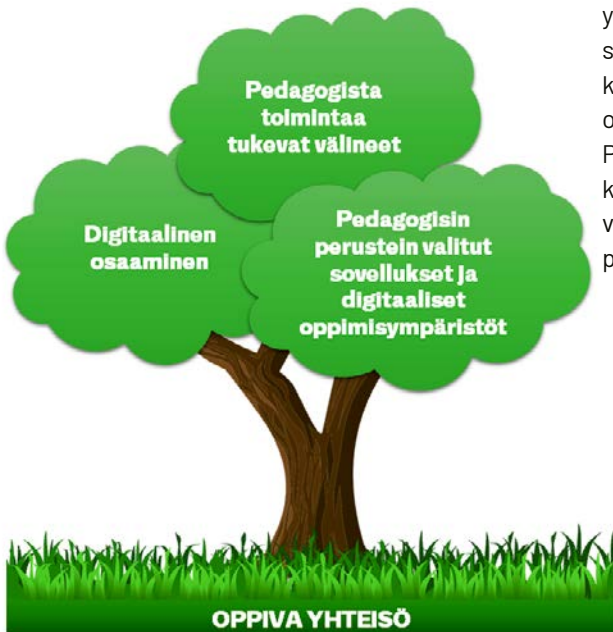 Pedagogista
toimintaa
tukevat välineet
Digitaalinen
osaaminen
Pedagogisin
perustein valitut
sovellukset ja
digitaaliset
oppimisympäristöt
OPPIVA YHTEISÖ